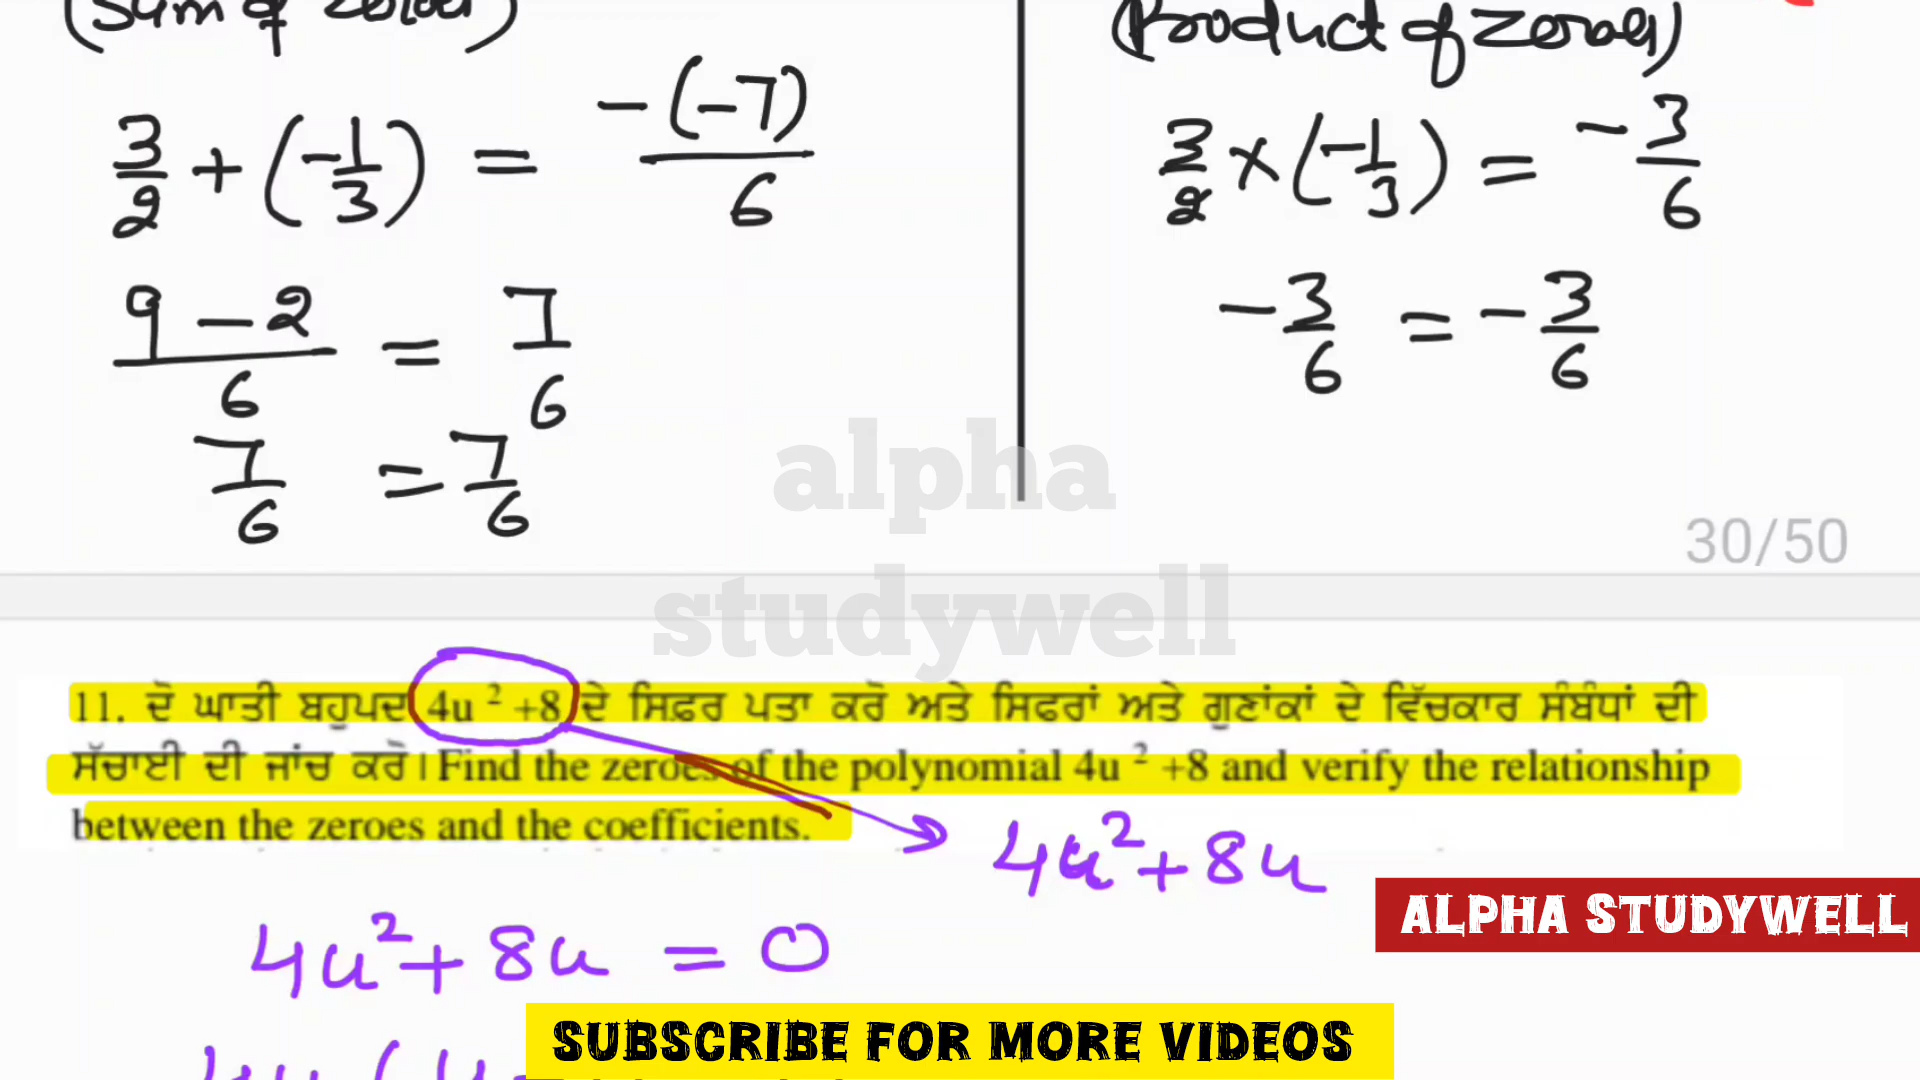 (Sum of zeroes)
3/2 + (-1/3) = -(-7)/6
9 - 2/6 = 7/6
7/6 = 7/6
(Product of zeroes)
3/2 × (-1/3) = -3/6
-3/6 = -3/6
alpha
studywell
30/50
11. ਦੋ ਘਾਤੀ ਬਹੁਪਦ 4u ² +8 ਦੇ ਸਿਫ਼ਰ ਪਤਾ ਕਰੋ ਅਤੇ ਸਿਫਰਾਂ ਅਤੇ ਗੁਣਾਂਕਾਂ ਦੇ ਵਿੱਚਕਾਰ ਸੰਬੰਧਾਂ ਦੀ
ਸੱਚਾਈ ਦੀ ਜਾਂਚ ਕਰੋ। Find the zeroes of the polynomial 4u ² +8 and verify the relationship
between the zeroes and the coefficients.
4u²+8u
ALPHA STUDYWELL
4u²+8u = 0
SUBSCRIBE FOR MORE VIDEOS